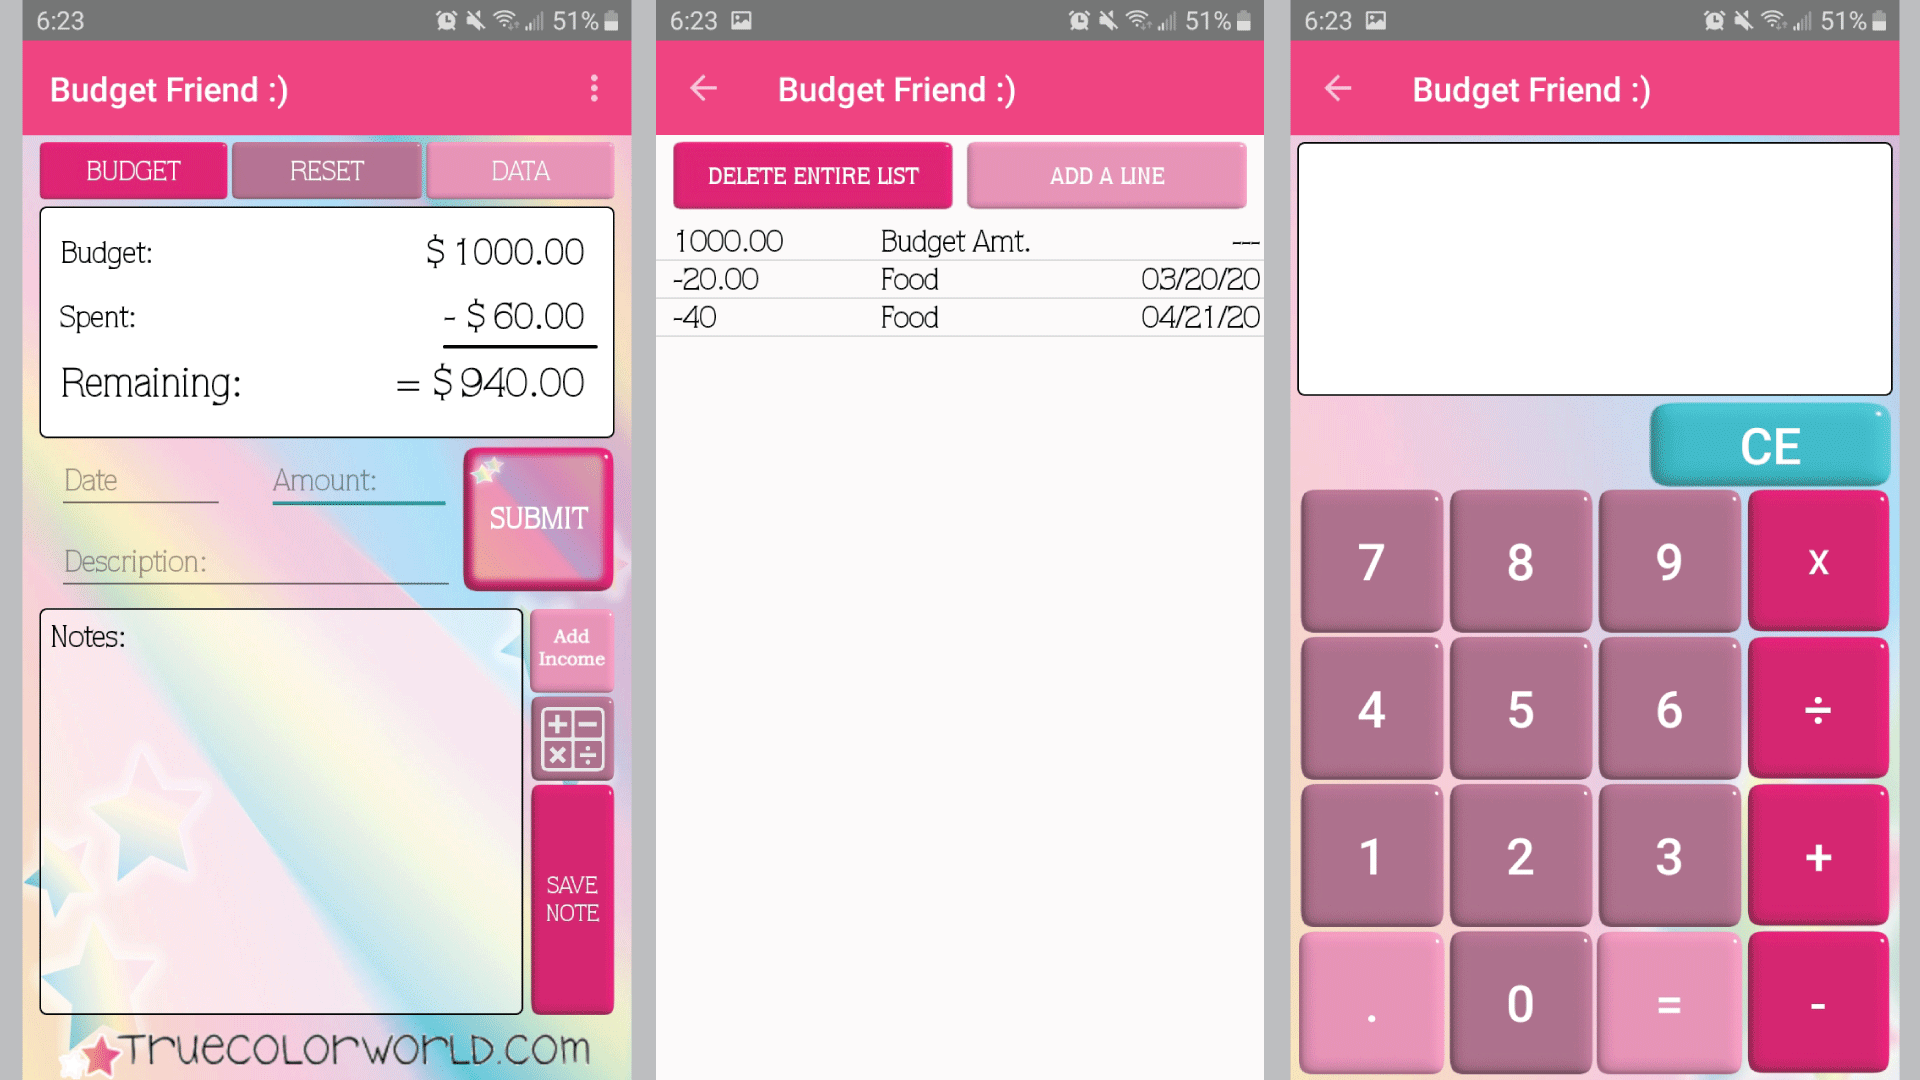 6:23 51%
Budget Friend :)
BUDGET RESET DATA
Budget: $ 1000.00
Spent: - $ 60.00
Remaining: = $ 940.00
Date Amount:
SUBMIT
Description:
Notes:
Add
Income
+ −
× ÷
SAVE
NOTE
TRUECOLORWORLD.COM
6:23 51%
← Budget Friend :)
DELETE ENTIRE LIST ADD A LINE
1000.00 Budget Amt. ---
-20.00 Food 03/20/20
-40 Food 04/21/20
6:23 51%
← Budget Friend :)
CE
7 8 9 x
4 5 6 ÷
1 2 3 +
. 0 = -